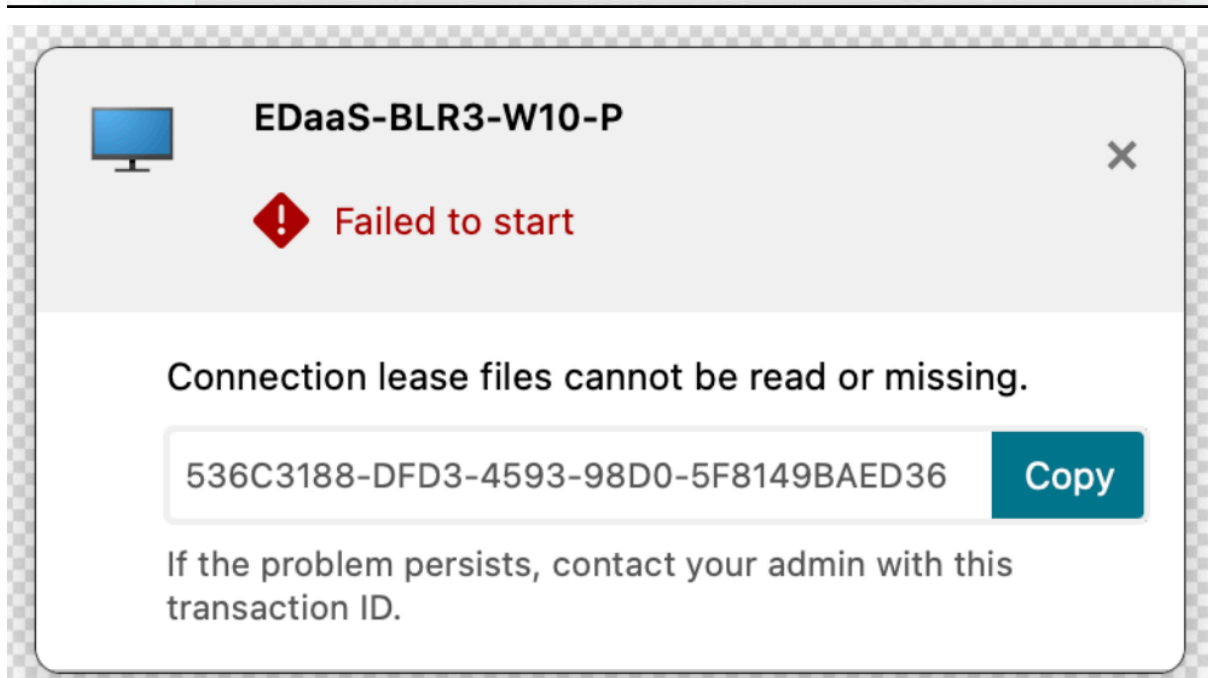 EDaaS-BLR3-W10-P
Failed to start
Connection lease files cannot be read or missing.
536C3188-DFD3-4593-98D0-5F8149BAED36
Copy
If the problem persists, contact your admin with this
transaction ID.